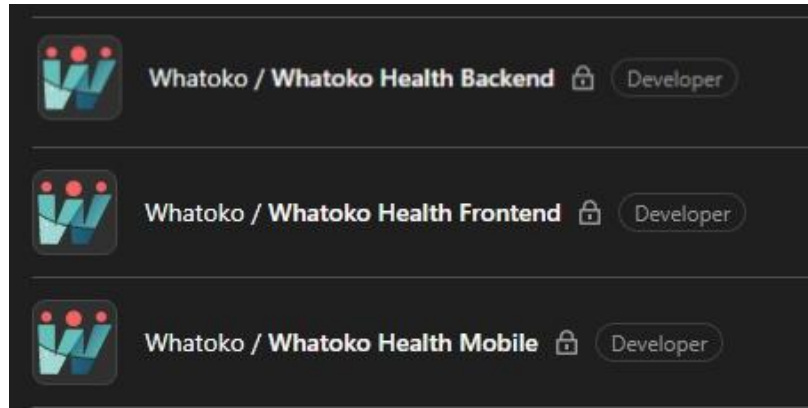 Whatoko / Whatoko Health Backend Developer
Whatoko / Whatoko Health Frontend Developer
Whatoko / Whatoko Health Mobile Developer